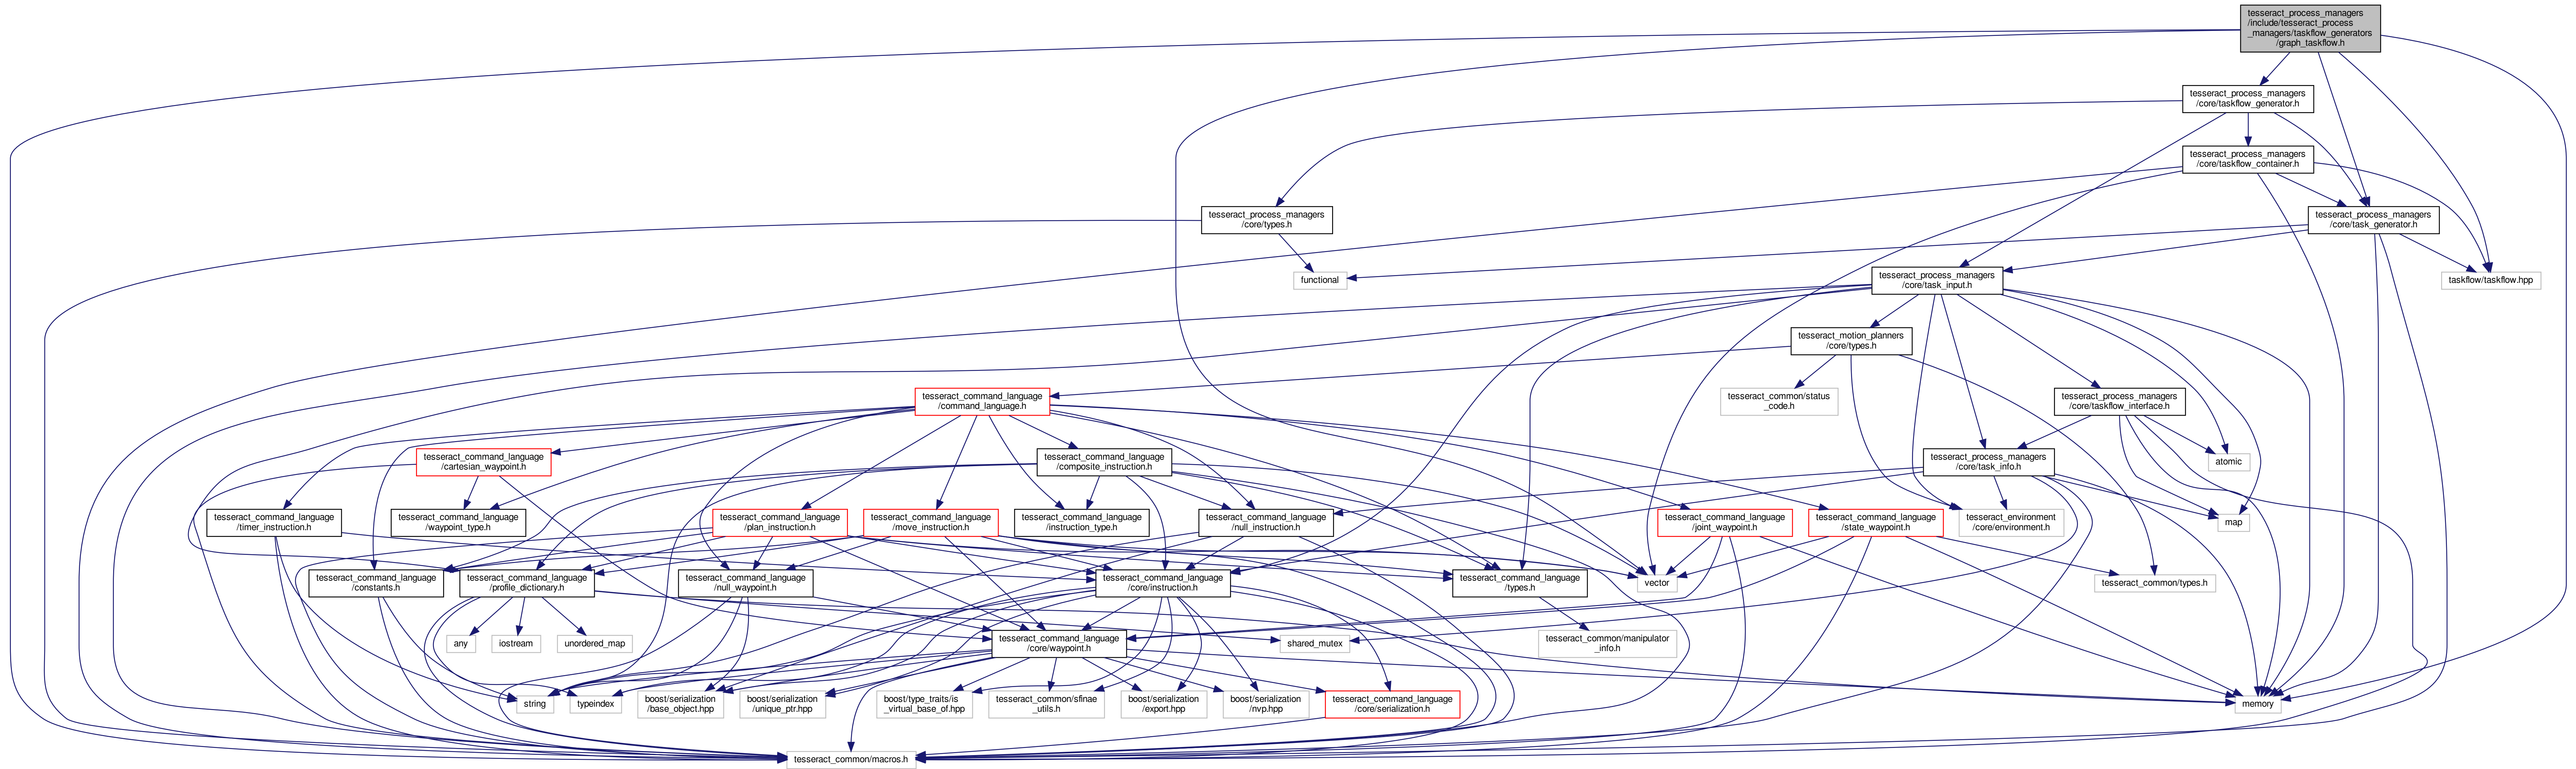 tesseract_process_managers
/include/tesseract_process
_managers/taskflow_generators
/graph_taskflow.h
tesseract_process_managers
/core/taskflow_generator.h
tesseract_process_managers
/core/taskflow_container.h
tesseract_process_managers
/core/types.h
tesseract_process_managers
/core/task_generator.h
functional
tesseract_process_managers
/core/task_input.h
taskflow/taskflow.hpp
tesseract_motion_planners
/core/types.h
tesseract_command_language
/command_language.h
tesseract_common/status
_code.h
tesseract_process_managers
/core/taskflow_interface.h
tesseract_command_language
/cartesian_waypoint.h
tesseract_command_language
/composite_instruction.h
tesseract_process_managers
/core/task_info.h
atomic
tesseract_command_language
/timer_instruction.h
tesseract_command_language
/waypoint_type.h
tesseract_command_language
/plan_instruction.h
tesseract_command_language
/move_instruction.h
tesseract_command_language
/instruction_type.h
tesseract_command_language
/null_instruction.h
tesseract_command_language
/joint_waypoint.h
tesseract_command_language
/state_waypoint.h
tesseract_environment
/core/environment.h
map
tesseract_command_language
/constants.h
tesseract_command_language
/profile_dictionary.h
tesseract_command_language
/null_waypoint.h
tesseract_command_language
/core/instruction.h
tesseract_command_language
/types.h
vector
tesseract_common/types.h
any
iostream
unordered_map
tesseract_command_language
/core/waypoint.h
shared_mutex
tesseract_common/manipulator
_info.h
string
typeindex
boost/serialization
/base_object.hpp
boost/serialization
/unique_ptr.hpp
boost/type_traits/is
_virtual_base_of.hpp
tesseract_common/sfinae
_utils.h
boost/serialization
/export.hpp
boost/serialization
/nvp.hpp
tesseract_command_language
/core/serialization.h
memory
tesseract_common/macros.h